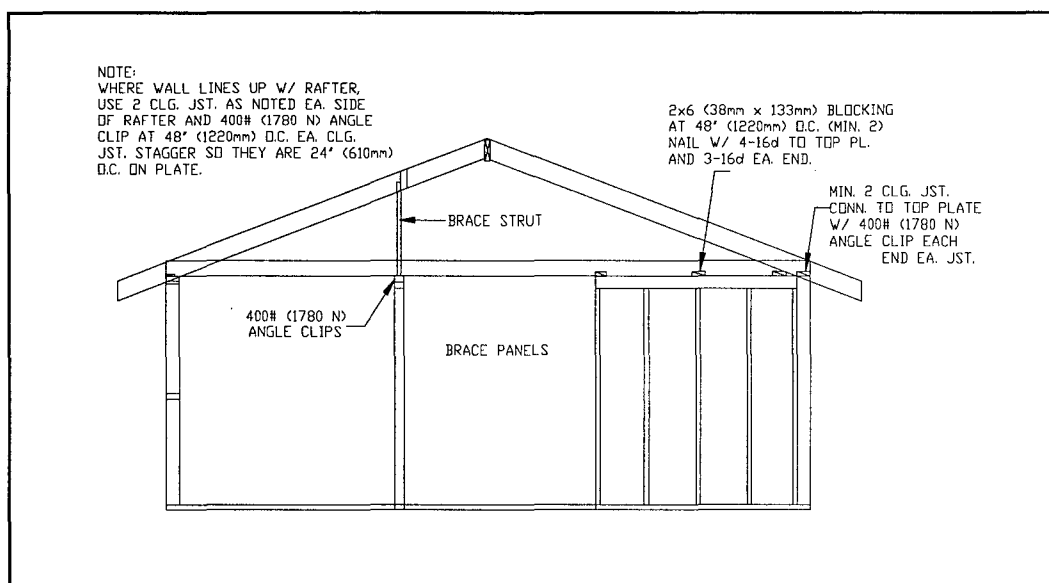 NOTE:
WHERE WALL LINES UP W/ RAFTER,
USE 2 CLG. JST. AS NOTED EA. SIDE
OF RAFTER AND 400# (1780 N) ANGLE
CLIP AT 48" (1220mm) O.C. EA. CLG.
JST. STAGGER SO THEY ARE 24" (610mm)
O.C. ON PLATE.
2x6 (38mm x 133mm) BLOCKING
AT 48" (1220mm) O.C. (MIN. 2)
NAIL W/ 4-16d TO TOP PL.
AND 3-16d EA. END.
MIN. 2 CLG. JST.
CONN. TO TOP PLATE
W/ 400# (1780 N)
ANGLE CLIP EACH
END EA. JST.
BRACE STRUT
400# (1780 N)
ANGLE CLIPS
BRACE PANELS